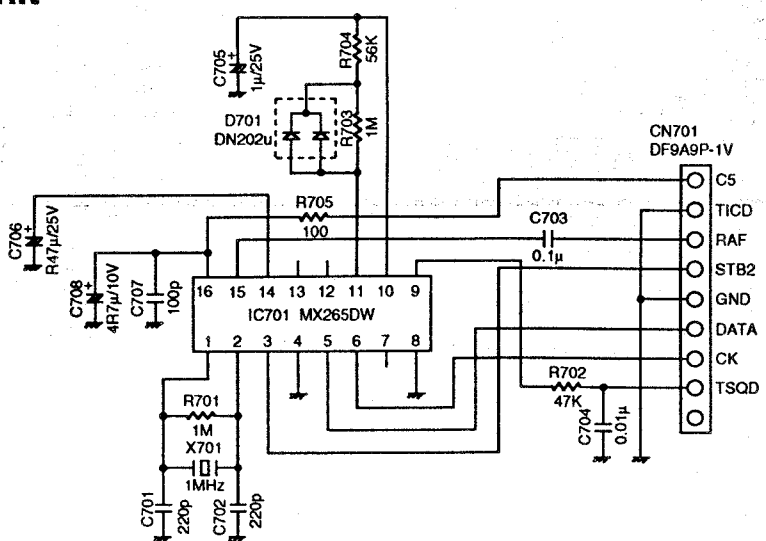 C705
+
1µ/25V
R704
56K
D701
DN202u
R703
1M
CN701
DF9A9P-1V
C5
TICD
RAF
STB2
GND
DATA
CK
TSQD
C706
+
R47µ/25V
R705
100
C703
0.1µ
C708
+
4R7µ/10V
C707
100p
16 15 14 13 12 11 10 9
IC701 MX265DW
1 2 3 4 5 6 7 8
R701
1M
X701
1MHz
R702
47K
C704
0.01µ
C701
220p
C702
220p